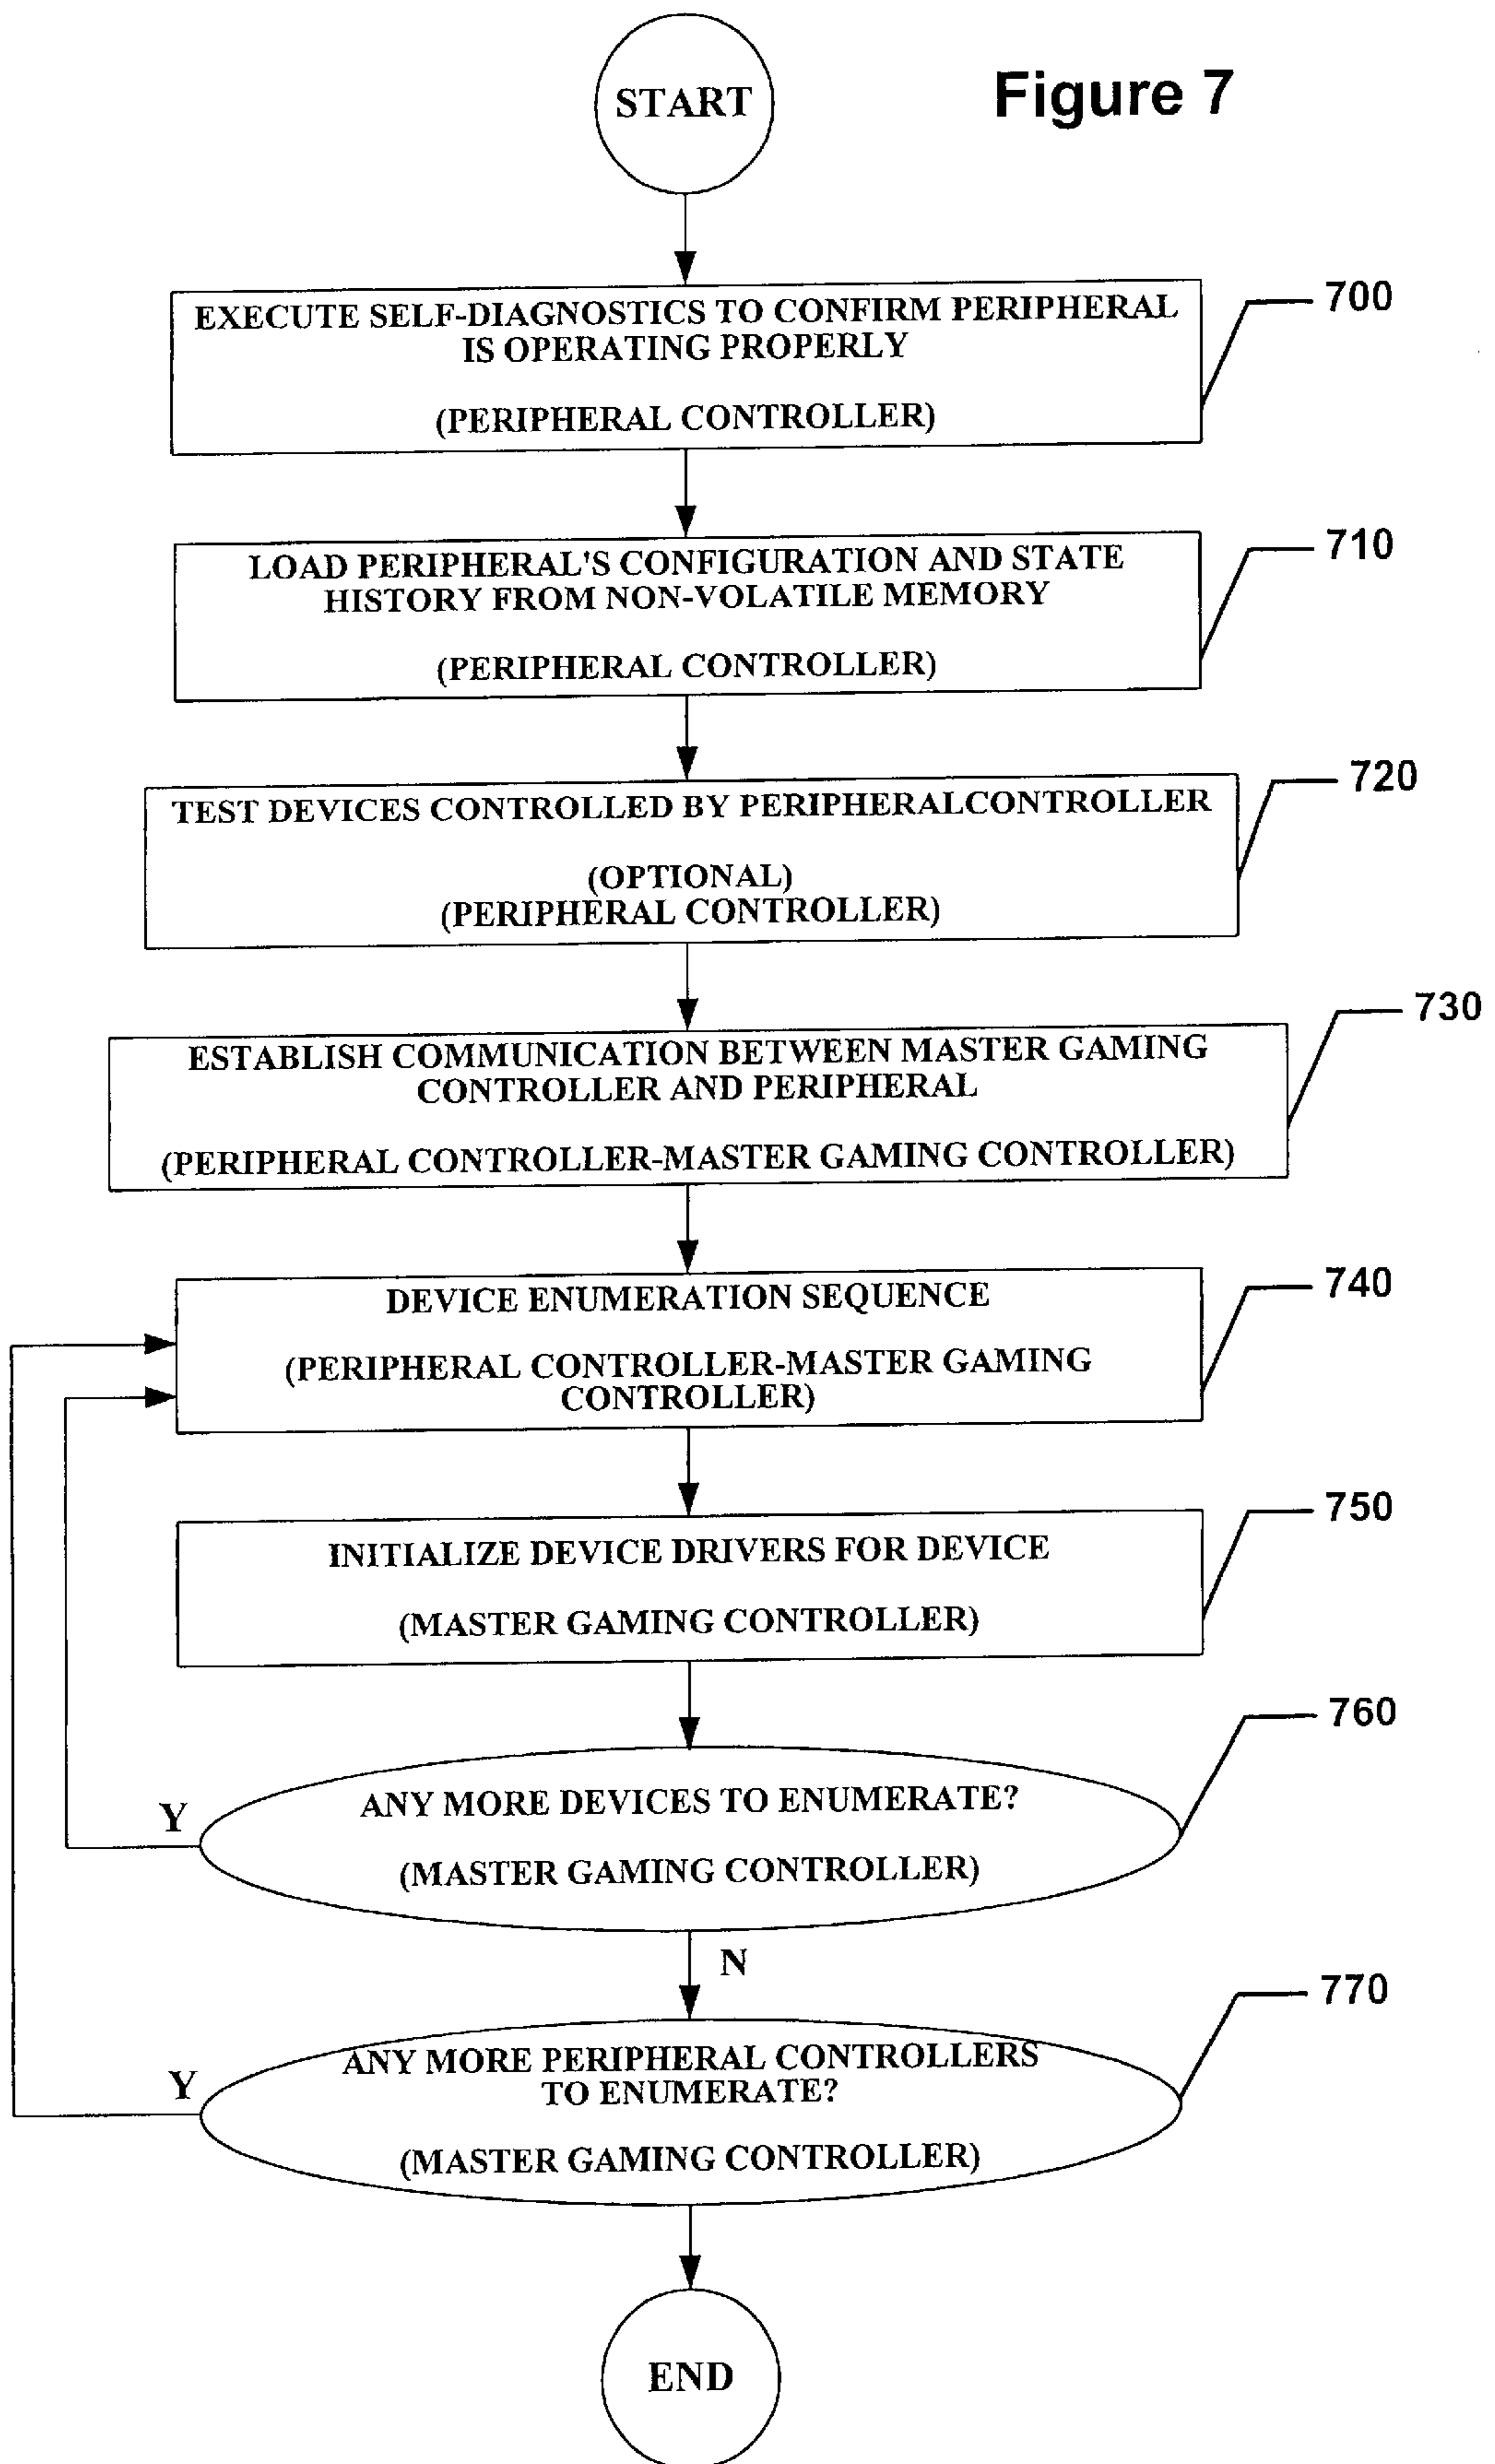 START
Figure 7
EXECUTE SELF-DIAGNOSTICS TO CONFIRM PERIPHERAL
IS OPERATING PROPERLY
(PERIPHERAL CONTROLLER)
700
LOAD PERIPHERAL'S CONFIGURATION AND STATE
HISTORY FROM NON-VOLATILE MEMORY
(PERIPHERAL CONTROLLER)
710
TEST DEVICES CONTROLLED BY PERIPHERALCONTROLLER
(OPTIONAL)
(PERIPHERAL CONTROLLER)
720
ESTABLISH COMMUNICATION BETWEEN MASTER GAMING
CONTROLLER AND PERIPHERAL
(PERIPHERAL CONTROLLER-MASTER GAMING CONTROLLER)
730
DEVICE ENUMERATION SEQUENCE
(PERIPHERAL CONTROLLER-MASTER GAMING
CONTROLLER)
740
INITIALIZE DEVICE DRIVERS FOR DEVICE
(MASTER GAMING CONTROLLER)
750
ANY MORE DEVICES TO ENUMERATE?
(MASTER GAMING CONTROLLER)
760
Y
N
ANY MORE PERIPHERAL CONTROLLERS
TO ENUMERATE?
(MASTER GAMING CONTROLLER)
770
Y
END